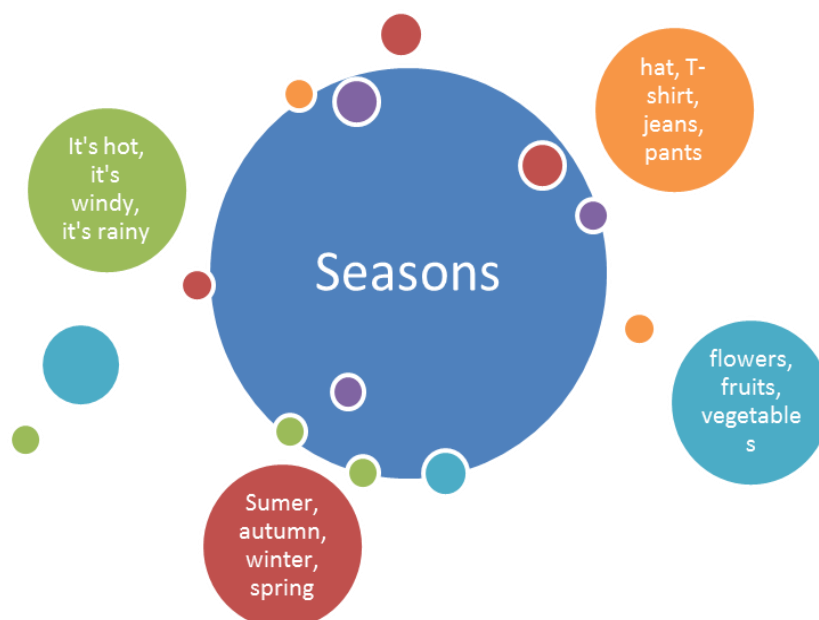 hat, T-
shirt,
jeans,
pants
It's hot,
it's
windy,
it's rainy
Seasons
flowers,
fruits,
vegetable
s
Sumer,
autumn,
winter,
spring